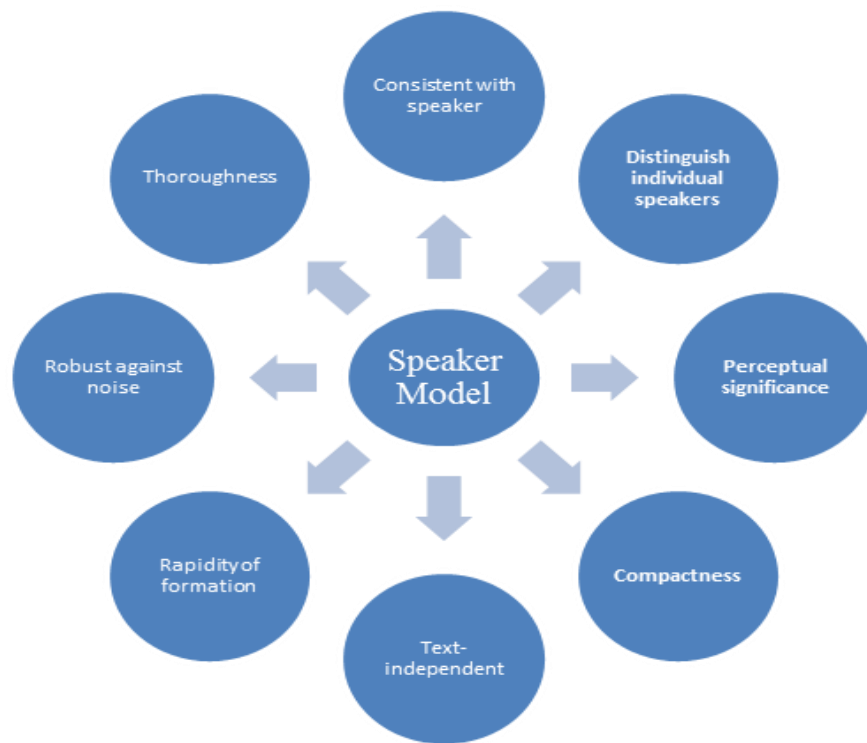 Consistent with
speaker
Distinguish
individual
speakers
Perceptual
significance
Compactness
Text-
independent
Rapidity of
formation
Robust against
noise
Thoroughness
Speaker
Model